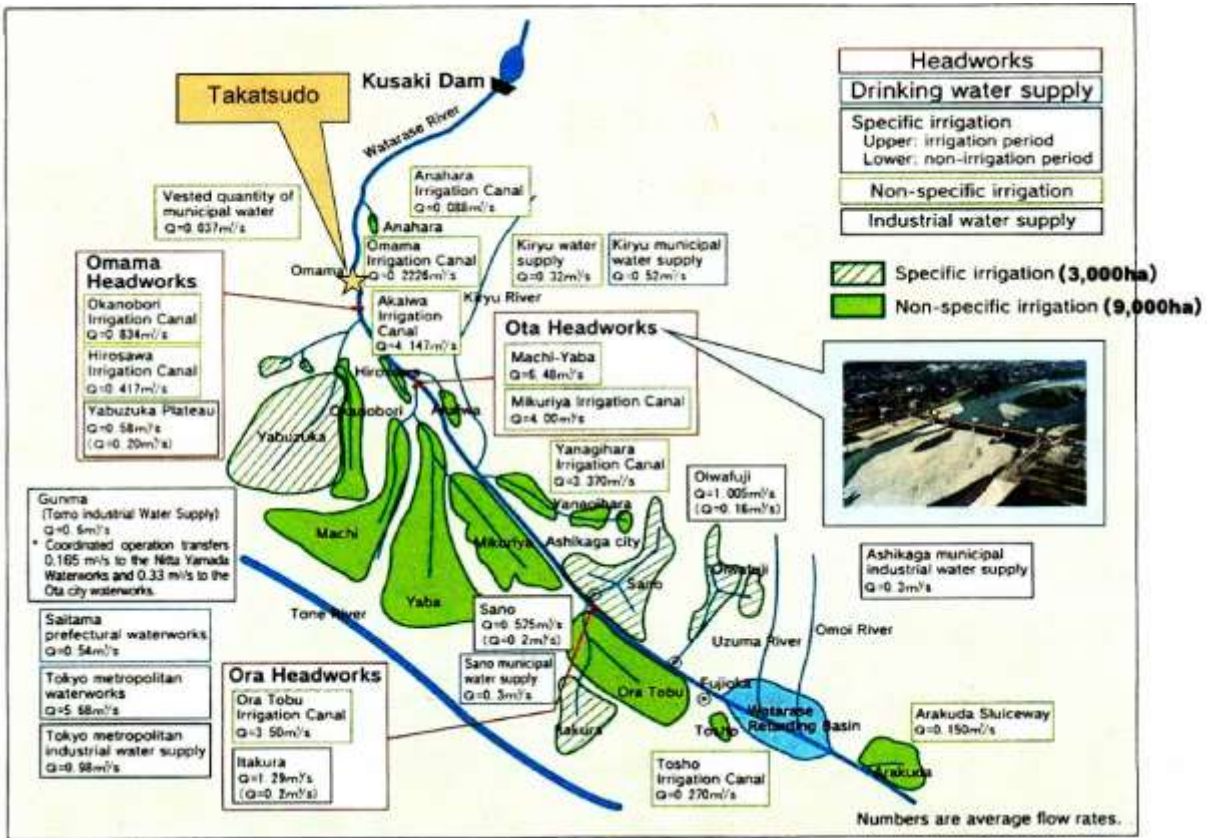 Kusaki Dam
Takatsudo
Watarase River
Headworks
Drinking water supply
Specific irrigation
Upper: irrigation period
Lower: non-irrigation period
Non-specific irrigation
Industrial water supply
Specific irrigation (3,000ha)
Non-specific irrigation (9,000ha)
Vested quantity of
municipal water
Q=0.637m³/s
Anahara
Irrigation Canal
Q=0.088m³/s
Anahara
Omama
Omama
Irrigation Canal
Q=0.2226m³/s
Kiryu water
supply
Q=0.32m³/s
Kiryu municipal
water supply
Q=0.52m³/s
Kiryu River
Akaiwa
Irrigation
Canal
Q=4.147m³/s
Omama
Headworks
Okanobori
Irrigation Canal
Q=0.834m³/s
Hirosawa
Irrigation Canal
Q=0.417m³/s
Yabuzuka Plateau
Q=0.58m³/s
(Q=0.20m³/s)
Ota Headworks
Machi-Yaba
Q=6.48m³/s
Mikuriya Irrigation Canal
Q=4.00m³/s
Hirosawa
Okanobori
Akaiwa
Yabuzuka
Yanagihara
Irrigation Canal
Q=3.370m³/s
Oiwafuji
Q=1.005m³/s
(Q=0.16m³/s)
Gunma
(Tomo industrial Water Supply)
Q=0.6m³/s
* Coordinated operation transfers
0.165 m³/s to the Nitta Yamada
Waterworks and 0.33 m³/s to the
Ota city waterworks.
Machi
Yaba
Mikuriya
Yanagihara
Ashikaga city
Sano
Oiwafuji
Ashikaga municipal
industrial water supply
Q=0.3m³/s
Tone River
Sano
Q=0.525m³/s
(Q=0.2m³/s)
Sano municipal
water supply
Q=0.3m³/s
Uzuma River
Omoi River
Saitama
prefectural waterworks
Q=0.54m³/s
Tokyo metropolitan
waterworks
Q=5.68m³/s
Tokyo metropolitan
industrial water supply
Q=0.98m³/s
Ora Headworks
Ora Tobu
Irrigation Canal
Q=3.50m³/s
Itakura
Q=1.29m³/s
(Q=0.2m³/s)
Ora Tobu
Itakura
Fujioka
Tosho
Watarase
Retarding Basin
Tosho
Irrigation Canal
Q=0.270m³/s
Arakuda Sluiceway
Q=0.150m³/s
Arakuda
Numbers are average flow rates.